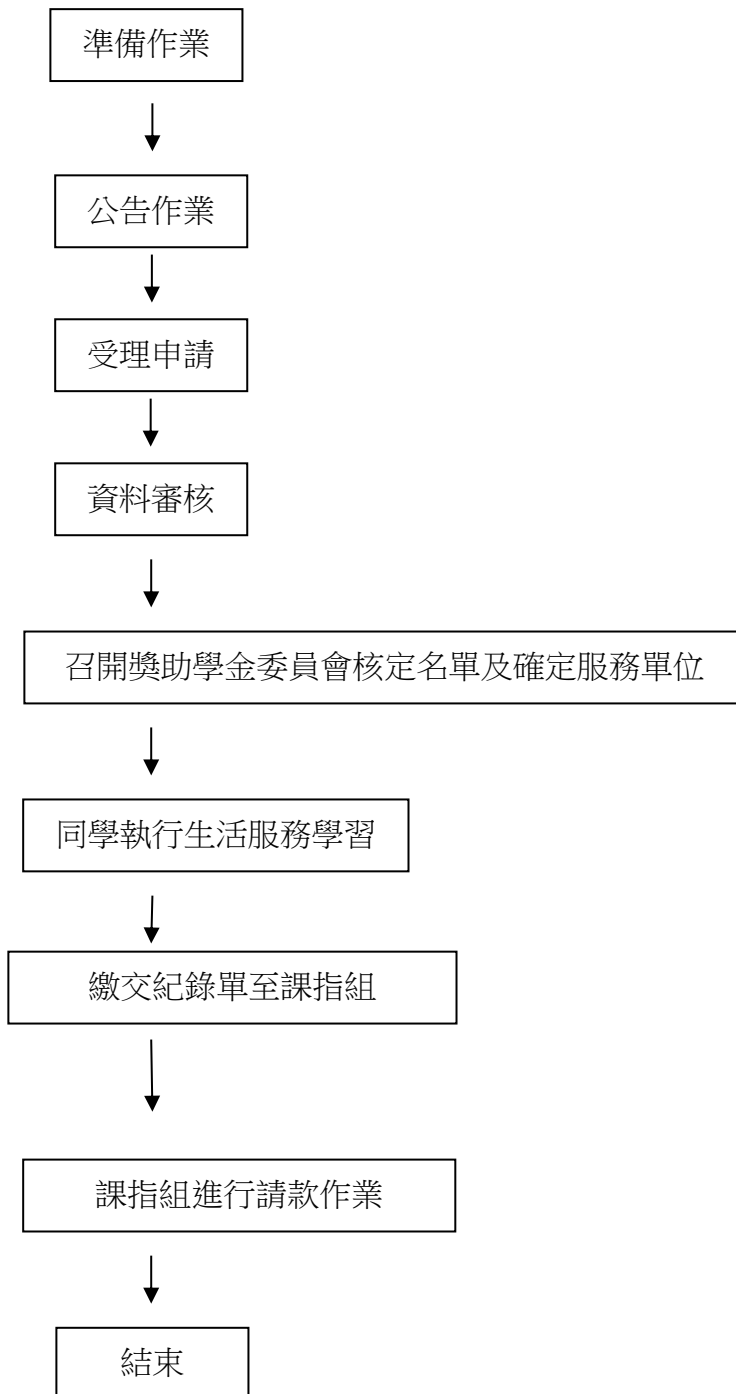 準備作業
公告作業
受理申請
資料審核
召開獎助學金委員會核定名單及確定服務單位
同學執行生活服務學習
繳交紀錄單至課指組
課指組進行請款作業
結束